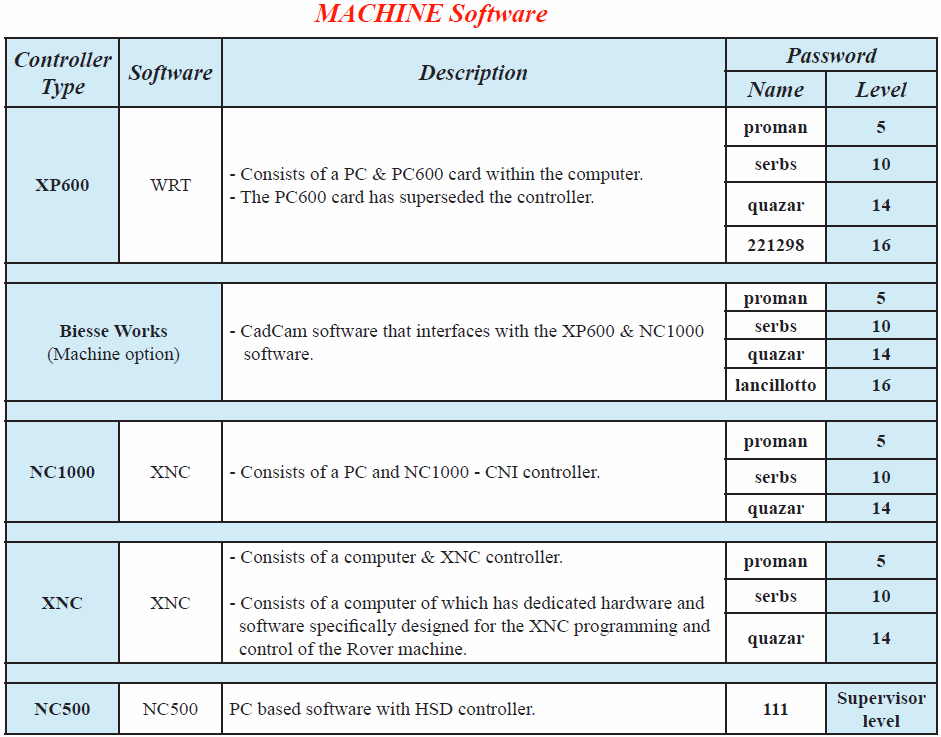 MACHINE Software
Controller Type Software Description Password
Name Level
XP600 WRT
- Consists of a PC & PC600 card within the computer.
- The PC600 card has superseded the controller.
proman 5
serbs 10
quazar 14
221298 16
Biesse Works
(Machine option)
- CadCam software that interfaces with the XP600 & NC1000
software.
proman 5
serbs 10
quazar 14
lancillotto 16
NC1000 XNC - Consists of a PC and NC1000 - CNI controller.
proman 5
serbs 10
quazar 14
XNC XNC
- Consists of a computer & XNC controller.
- Consists of a computer of which has dedicated hardware and
software specifically designed for the XNC programming and
control of the Rover machine.
proman 5
serbs 10
quazar 14
NC500 NC500 PC based software with HSD controller. 111 Supervisor
level